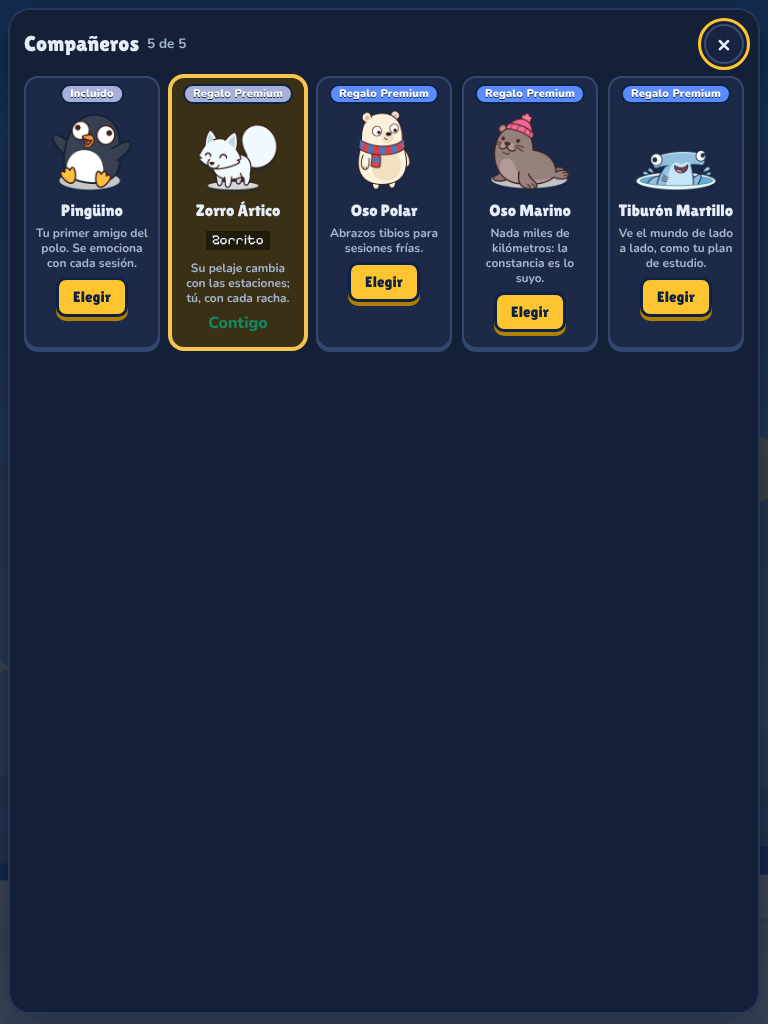 Compañeros 5 de 5
×
Incluido
Pingüino
Tu primer amigo del
polo. Se emociona
con cada sesión.
Elegir
Regalo Premium
Zorro Ártico
Zorrito
Su pelaje cambia
con las estaciones;
tú, con cada racha.
Contigo
Regalo Premium
Oso Polar
Abrazos tibios para
sesiones frías.
Elegir
Regalo Premium
Oso Marino
Nada miles de
kilómetros: la
constancia es lo
suyo.
Elegir
Regalo Premium
Tiburón Martillo
Ve el mundo de lado
a lado, como tu plan
de estudio.
Elegir